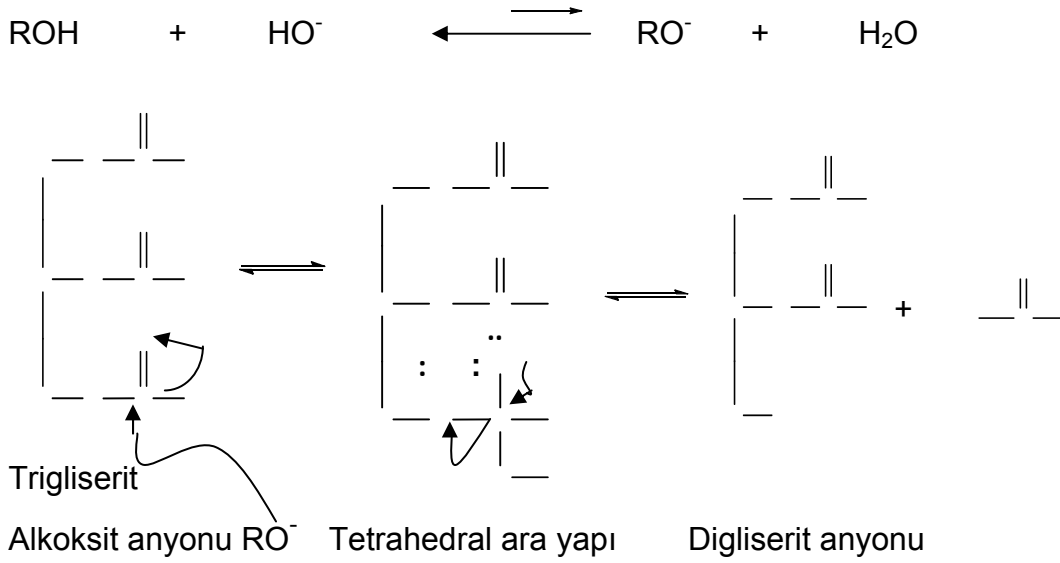 ROH + HO⁻ RO⁻ + H₂O
+
Trigliserit
Alkoksit anyonu RO⁻ Tetrahedral ara yapı Digliserit anyonu